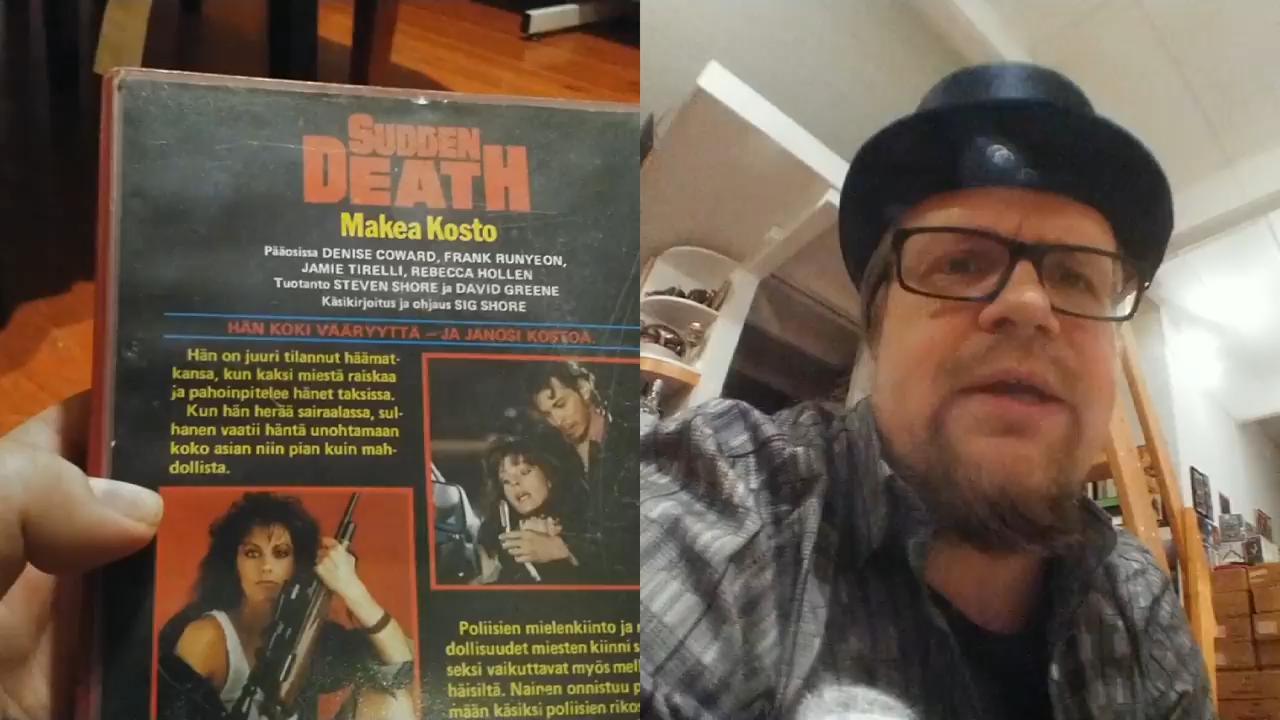 SUDDEN
DEATH
Makea Kosto
Pääosissa DENISE COWARD, FRANK RUNYEON,
JAMIE TIRELLI, REBECCA HOLLEN
Tuotanto STEVEN SHORE ja DAVID GREENE
Käsikirjoitus ja ohjaus SIG SHORE
HÄN KOKI VÄÄRYYTTÄ – JA JANOSI KOSTOA.
Hän on juuri tilannut häämat-
kansa, kun kaksi miestä raiskaa
ja pahoinpitelee hänet taksissa.
Kun hän herää sairaalassa, sul-
hanen vaatii häntä unohtamaan
koko asian niin pian kuin mah-
dollista.
Poliisien mielenkiinto ja
dollisuudet miesten kiinni
seksi vaikuttavat myös
häisiltä. Nainen onnistuu
mään käsiksi poliisien